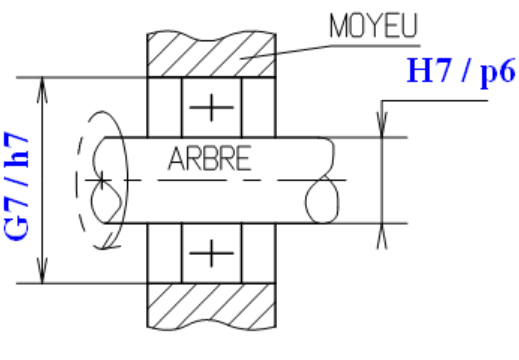 MOYEU
H7 / p6
ARBRE
G7 / h7